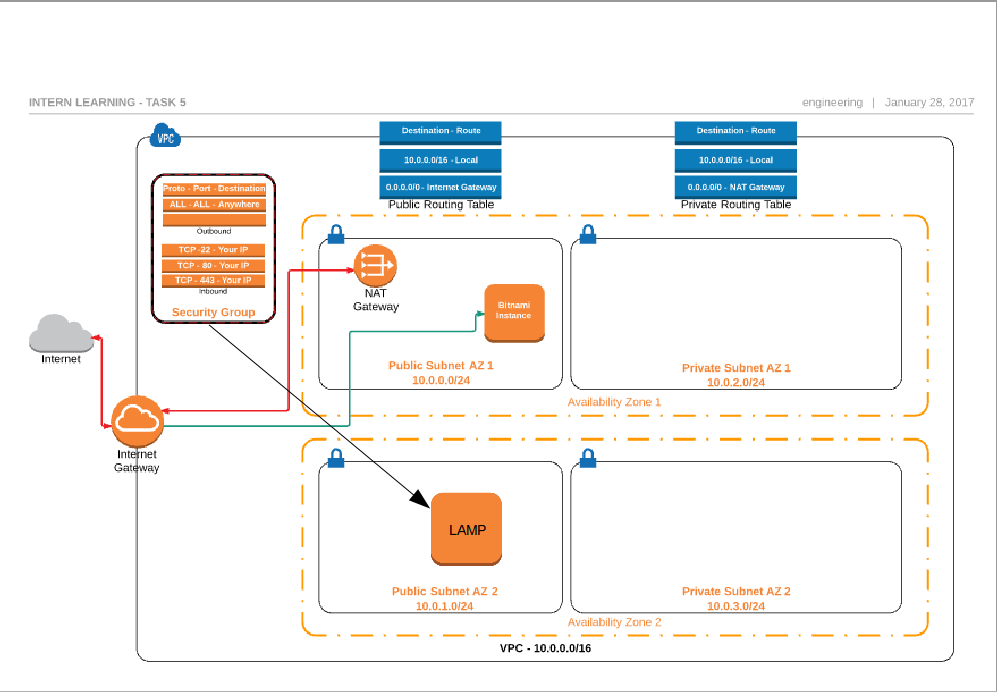 INTERN LEARNING - TASK 5
engineering | January 28, 2017
VPC
Destination - Route
10.0.0.0/16 - Local
0.0.0.0/0 - Internet Gateway
Public Routing Table
Destination - Route
10.0.0.0/16 - Local
0.0.0.0/0 - NAT Gateway
Private Routing Table
Proto - Port - Destination
ALL - ALL - Anywhere
Outbound
TCP -22 - Your IP
TCP - 80 - Your IP
TCP - 443 - Your IP
Inbound
Security Group
Internet
Internet
Gateway
NAT
Gateway
Bitnami
Instance
Public Subnet AZ 1
10.0.0.0/24
Private Subnet AZ 1
10.0.2.0/24
Availability Zone 1
LAMP
Public Subnet AZ 2
10.0.1.0/24
Private Subnet AZ 2
10.0.3.0/24
Availability Zone 2
VPC - 10.0.0.0/16